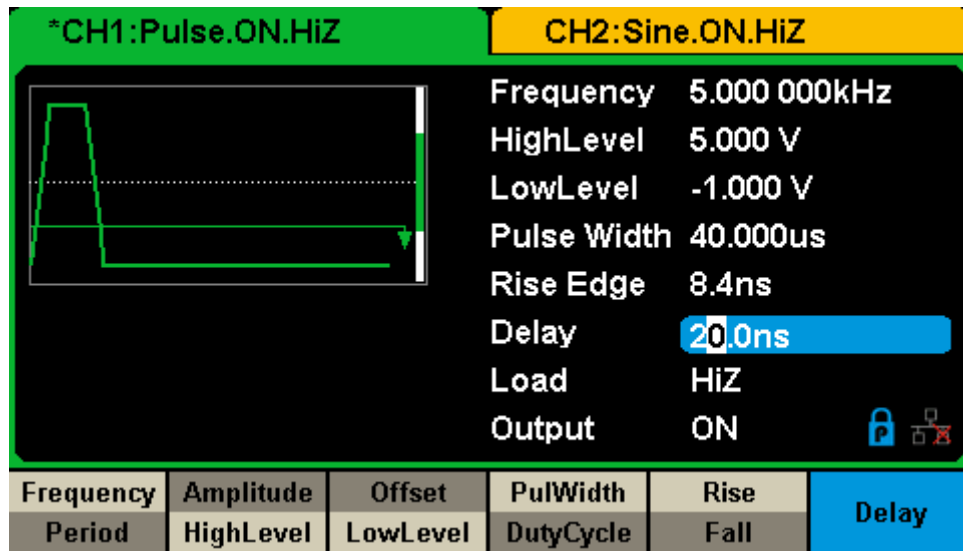 *CH1:Pulse.ON.HiZ
CH2:Sine.ON.HiZ
Frequency 5.000 000kHz
HighLevel 5.000 V
LowLevel -1.000 V
Pulse Width 40.000us
Rise Edge 8.4ns
Delay 20.0ns
Load HiZ
Output ON
P
Frequency Amplitude Offset PulWidth Rise Delay
Period HighLevel LowLevel DutyCycle Fall